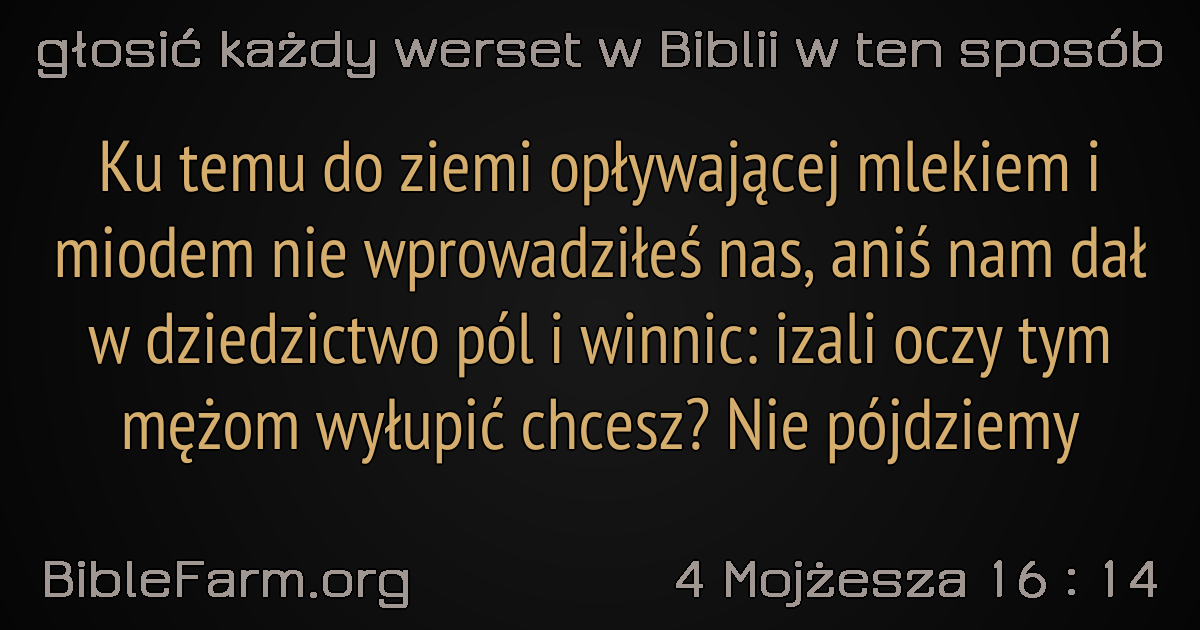 głosić każdy werset w Biblii w ten sposób
Ku temu do ziemi opływającej mlekiem i
miodem nie wprowadziłeś nas, aniś nam dał
w dziedzictwo pól i winnic: izali oczy tym
mężom wyłupić chcesz? Nie pójdziemy
BibleFarm.org
4 Mojżesza 16 : 14